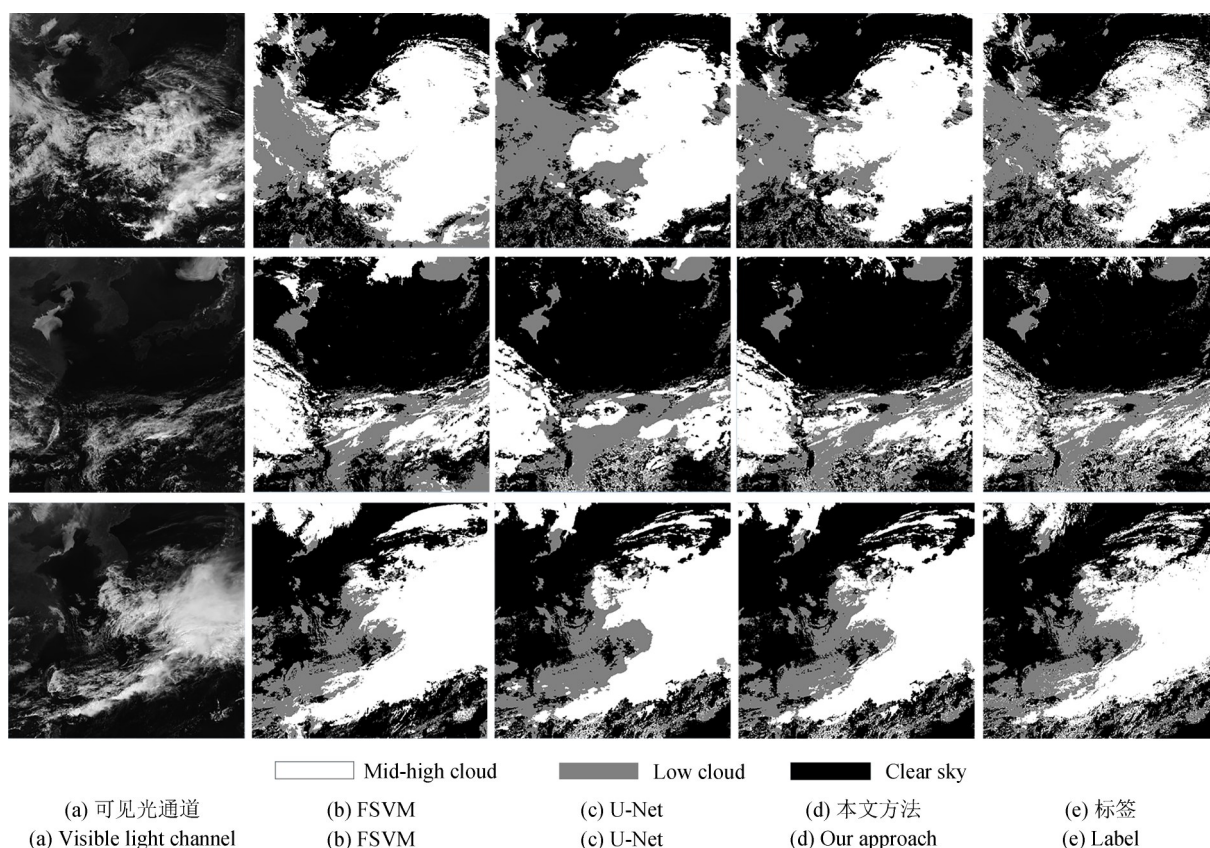 Mid-high cloud Low cloud Clear sky
(a) 可见光通道 (b) FSVM (c) U-Net (d) 本文方法 (e) 标签
(a) Visible light channel (b) FSVM (c) U-Net (d) Our approach (e) Label